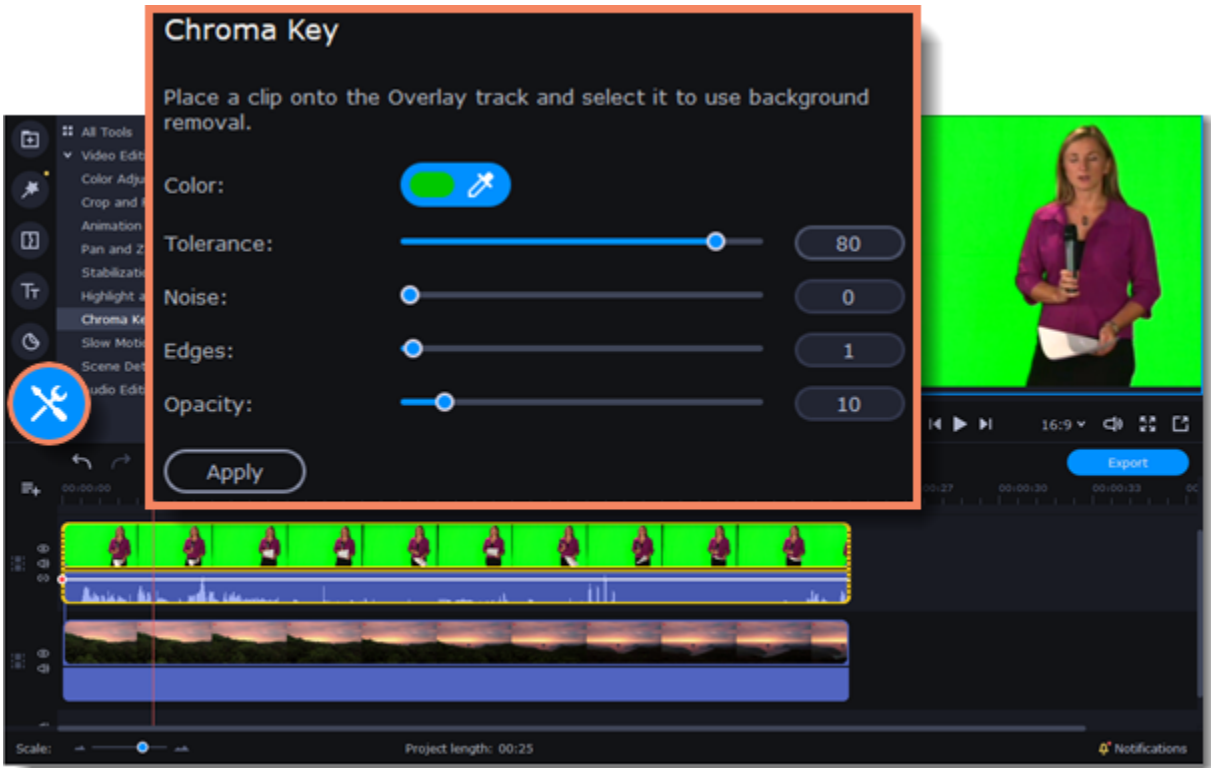 Chroma Key
Place a clip onto the Overlay track and select it to use background
removal.
Color:
Tolerance: 80
Noise: 0
Edges: 1
Opacity: 10
Apply
All Tools
Video Edit
Color Adju
Crop and
Animation
Pan and Z
Stabilizatio
Highlight a
Chroma Ke
Slow Motio
Scene Det
udio Edit
16:9
Export
00:00:00
00:27
00:00:30
00:00:33
00
Scale:
Project length: 00:25
Notifications